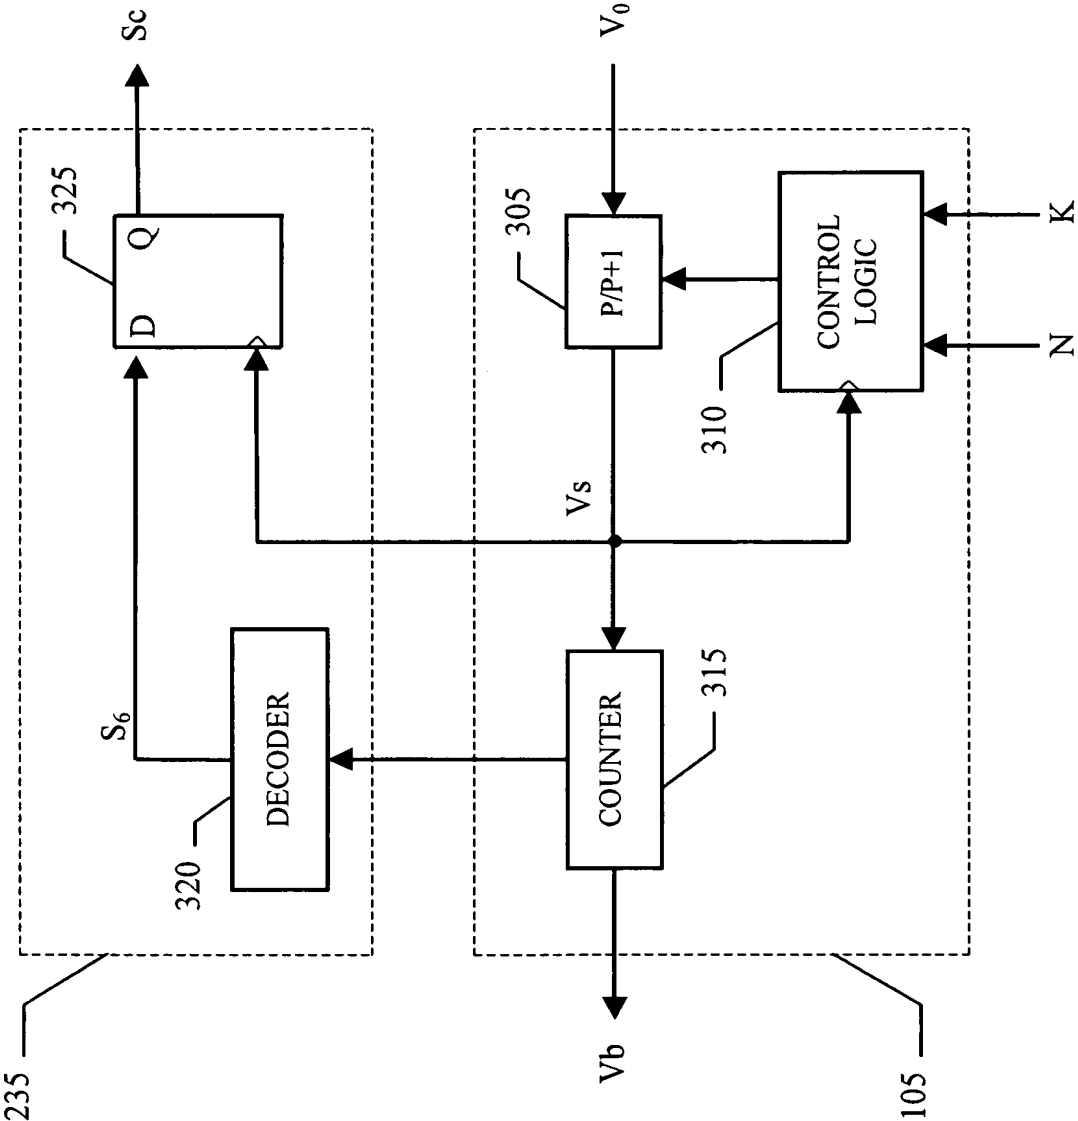 235
325
S₆
Sc
D
Q
320
DECODER
305
Vs
Vb
COUNTER
P/P+1
V₀
315
310
CONTROL
LOGIC
105
N
K